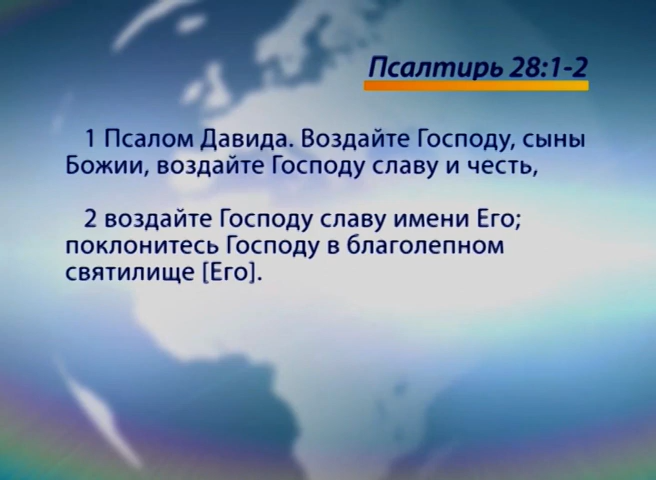 Псалтирь 28:1-2
1 Псалом Давида. Воздайте Господу, сыны
Божии, воздайте Господу славу и честь,
2 воздайте Господу славу имени Его;
поклонитесь Господу в благолепном
святилище [Его].